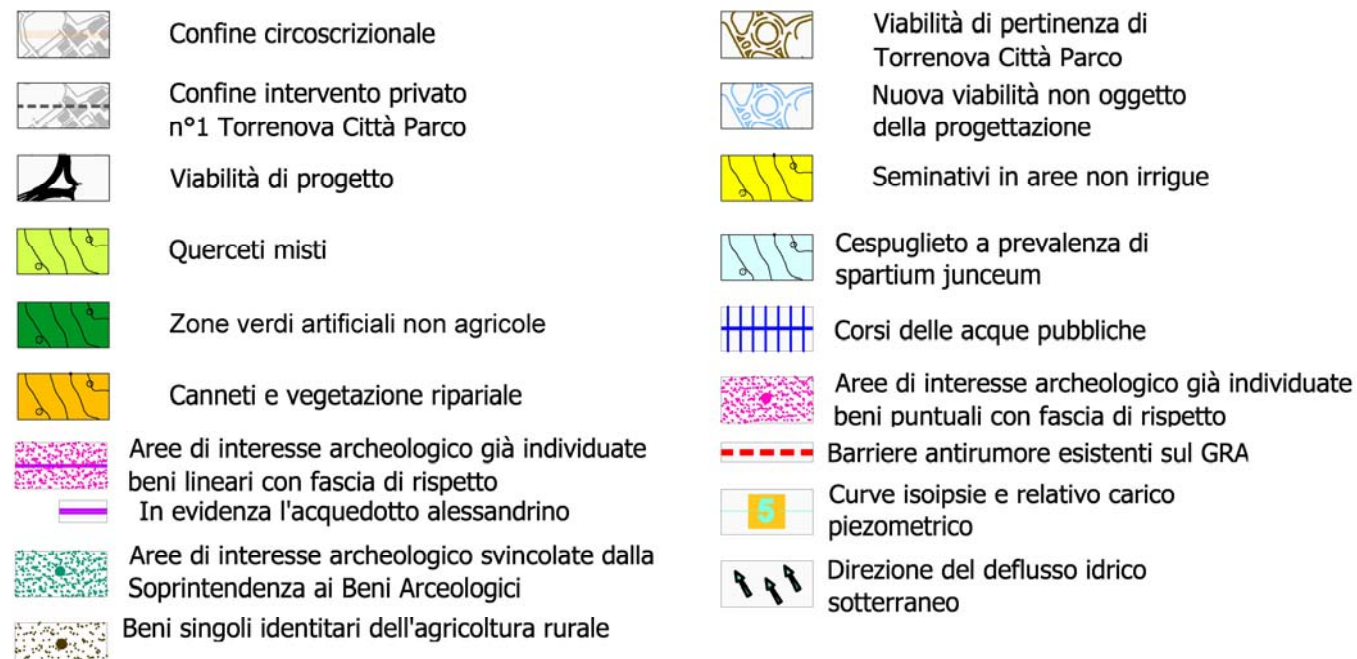 Confine circoscrizionale
Confine intervento privato
n°1 Torrenova Città Parco
Viabilità di progetto
Querceti misti
Zone verdi artificiali non agricole
Canneti e vegetazione ripariale
Aree di interesse archeologico già individuate
beni lineari con fascia di rispetto
In evidenza l'acquedotto alessandrino
Aree di interesse archeologico svincolate dalla
Soprintendenza ai Beni Arceologici
Beni singoli identitari dell'agricoltura rurale
Viabilità di pertinenza di
Torrenova Città Parco
Nuova viabilità non oggetto
della progettazione
Seminativi in aree non irrigue
Cespuglieto a prevalenza di
spartium junceum
Corsi delle acque pubbliche
Aree di interesse archeologico già individuate
beni puntuali con fascia di rispetto
Barriere antirumore esistenti sul GRA
5
Curve isoipsie e relativo carico
piezometrico
Direzione del deflusso idrico
sotterraneo